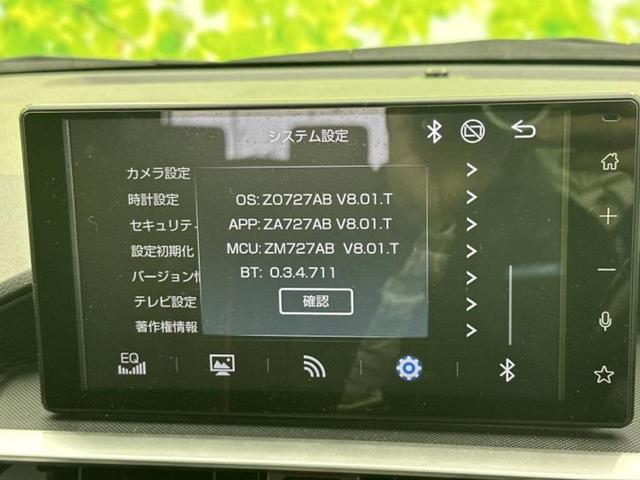 システム設定
カメラ設定
時計設定
セキュリティ
設定初期化
バージョン情
テレビ設定
著作権情報
OS: ZO727AB V8.01.T
APP: ZA727AB V8.01.T
MCU: ZM727AB V8.01.T
BT: 0.3.4.711
確認
EQ